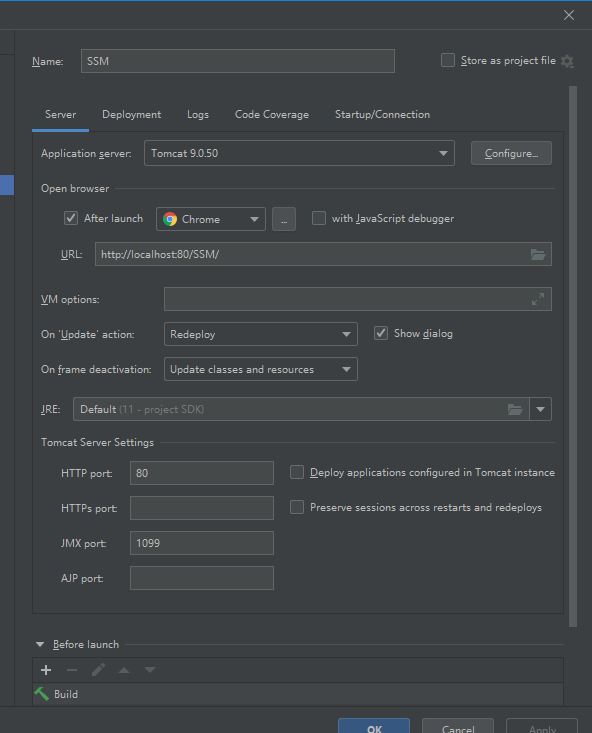 Name: SSM Store as project file
Server Deployment Logs Code Coverage Startup/Connection
Application server: Tomcat 9.0.50 Configure...
Open browser
After launch Chrome ... with JavaScript debugger
URL: http://localhost:80/SSM/
VM options:
On 'Update' action: Redeploy Show dialog
On frame deactivation: Update classes and resources
JRE: Default (11 - project SDK)
Tomcat Server Settings
HTTP port: 80 Deploy applications configured in Tomcat instance
HTTPs port: Preserve sessions across restarts and redeploys
JMX port: 1099
AJP port:
Before launch
Build
OK Cancel Apply